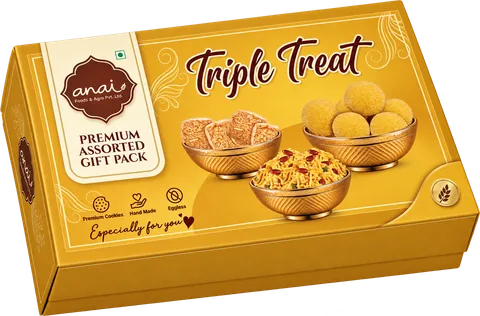 anai
Foods & Agro Pvt. Ltd.
PREMIUM
ASSORTED
GIFT PACK
Triple Treat
Premium Cookies
Hand Made
Eggless
Especially for you